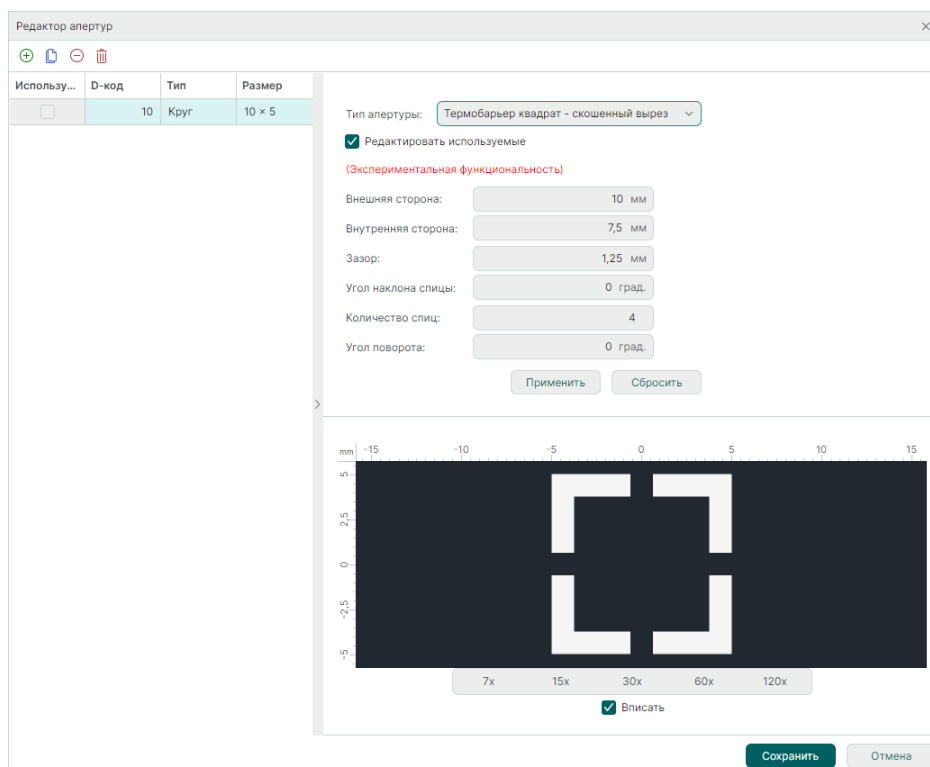 Редактор апертур
Использу... D-код Тип Размер
10 Круг 10 × 5
Тип апертуры: Термобарьер квадрат - скошенный вырез
Редактировать используемые
(Экспериментальная функциональность)
Внешняя сторона: 10 мм
Внутренняя сторона: 7,5 мм
Зазор: 1,25 мм
Угол наклона спицы: 0 град.
Количество спиц: 4
Угол поворота: 0 град.
Применить Сбросить
mm -15 -10 -5 0 5 10 15
5
2,5
0
-2,5
-5
7x 15x 30x 60x 120x
Вписать
Сохранить Отмена